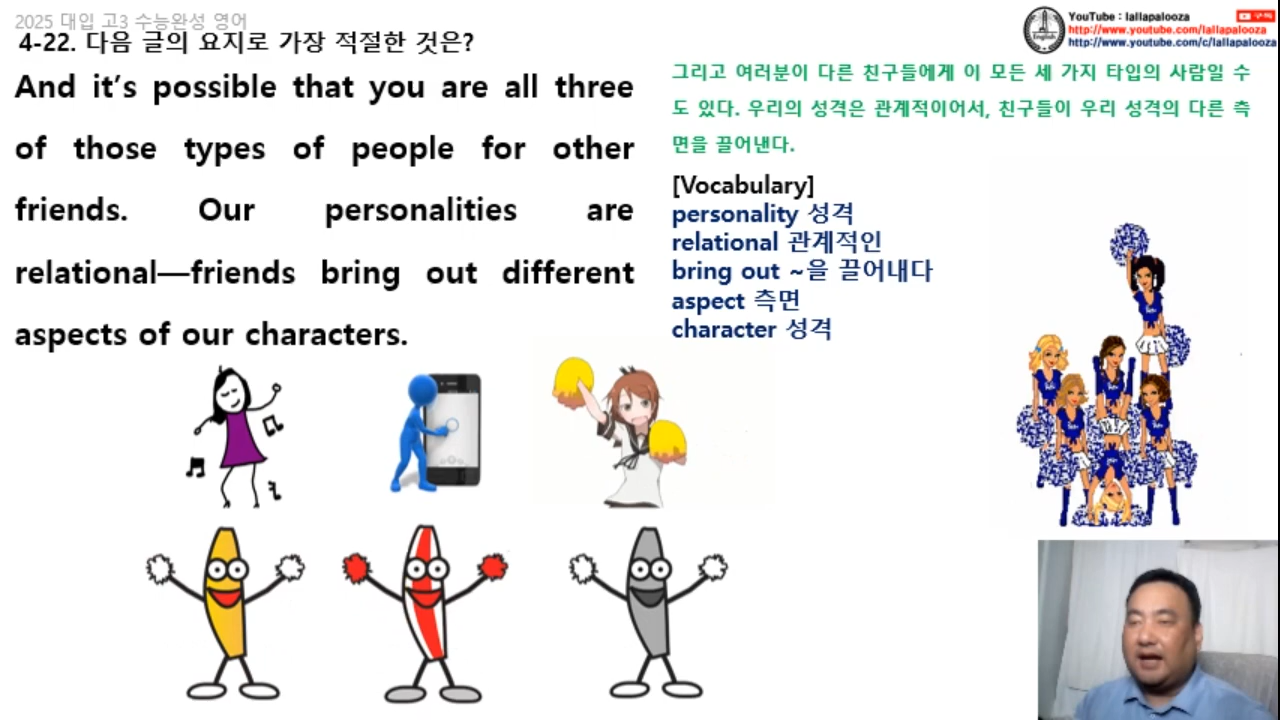 2025 대입 고3 수능완성 영어
4-22. 다음 글의 요지로 가장 적절한 것은?
And it's possible that you are all three
of those types of people for other
friends. Our personalities are
relational—friends bring out different
aspects of our characters.
YouTube : lallapalooza
http://www.youtube.com/lallapalooza
http://www.youtube.com/c/lallapalooza
English
그리고 여러분이 다른 친구들에게 이 모든 세 가지 타입의 사람일 수
도 있다. 우리의 성격은 관계적이어서, 친구들이 우리 성격의 다른 측
면을 끌어낸다.
[Vocabulary]
personality 성격
relational 관계적인
bring out ~을 끌어내다
aspect 측면
character 성격